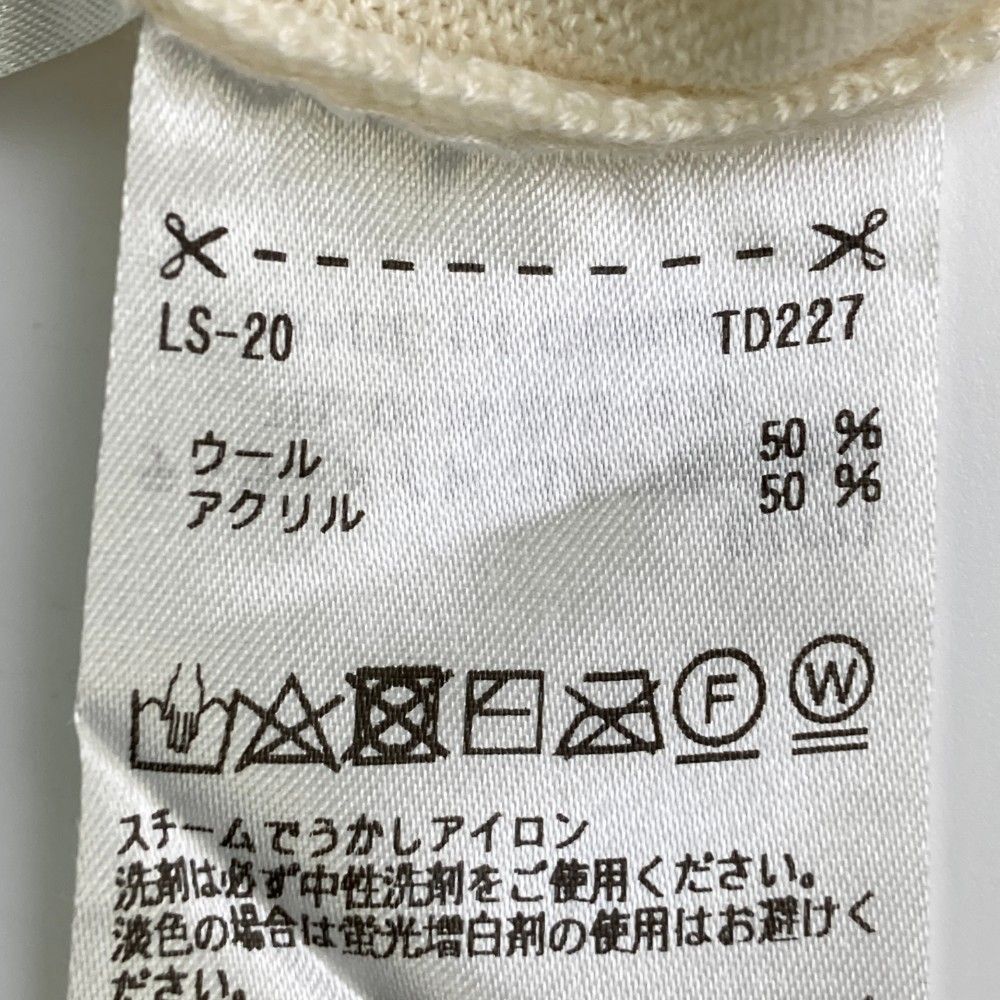 LS-20 TD227
ウール 50 %
アクリル 50 %
F W
スチームでうかしアイロン
洗剤は必ず中性洗剤をご使用ください。
淡色の場合は蛍光増白剤の使用はお避けく
ださい。